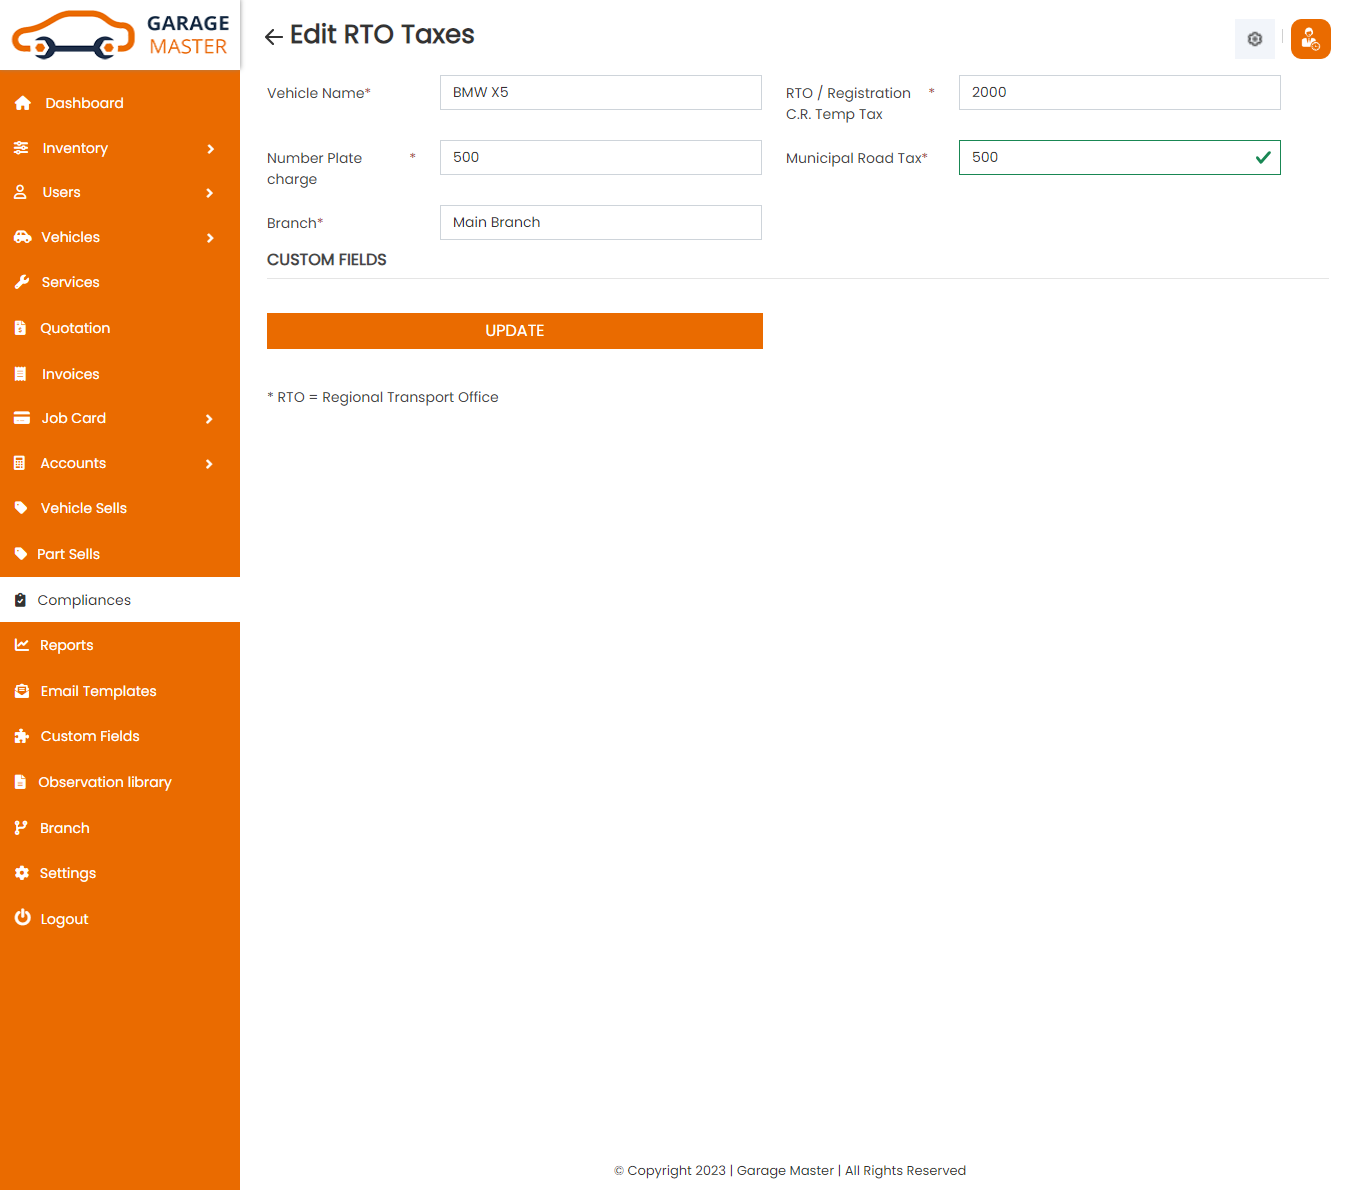 GARAGE
MASTER
Dashboard
Inventory
Users
Vehicles
Services
Quotation
Invoices
Job Card
Accounts
Vehicle Sells
Part Sells
Compliances
Reports
Email Templates
Custom Fields
Observation library
Branch
Settings
Logout
Edit RTO Taxes
Vehicle Name*
BMW X5
RTO / Registration *
C.R. Temp Tax
2000
Number Plate *
charge
500
Municipal Road Tax*
500
Branch*
Main Branch
CUSTOM FIELDS
UPDATE
* RTO = Regional Transport Office
© Copyright 2023 | Garage Master | All Rights Reserved